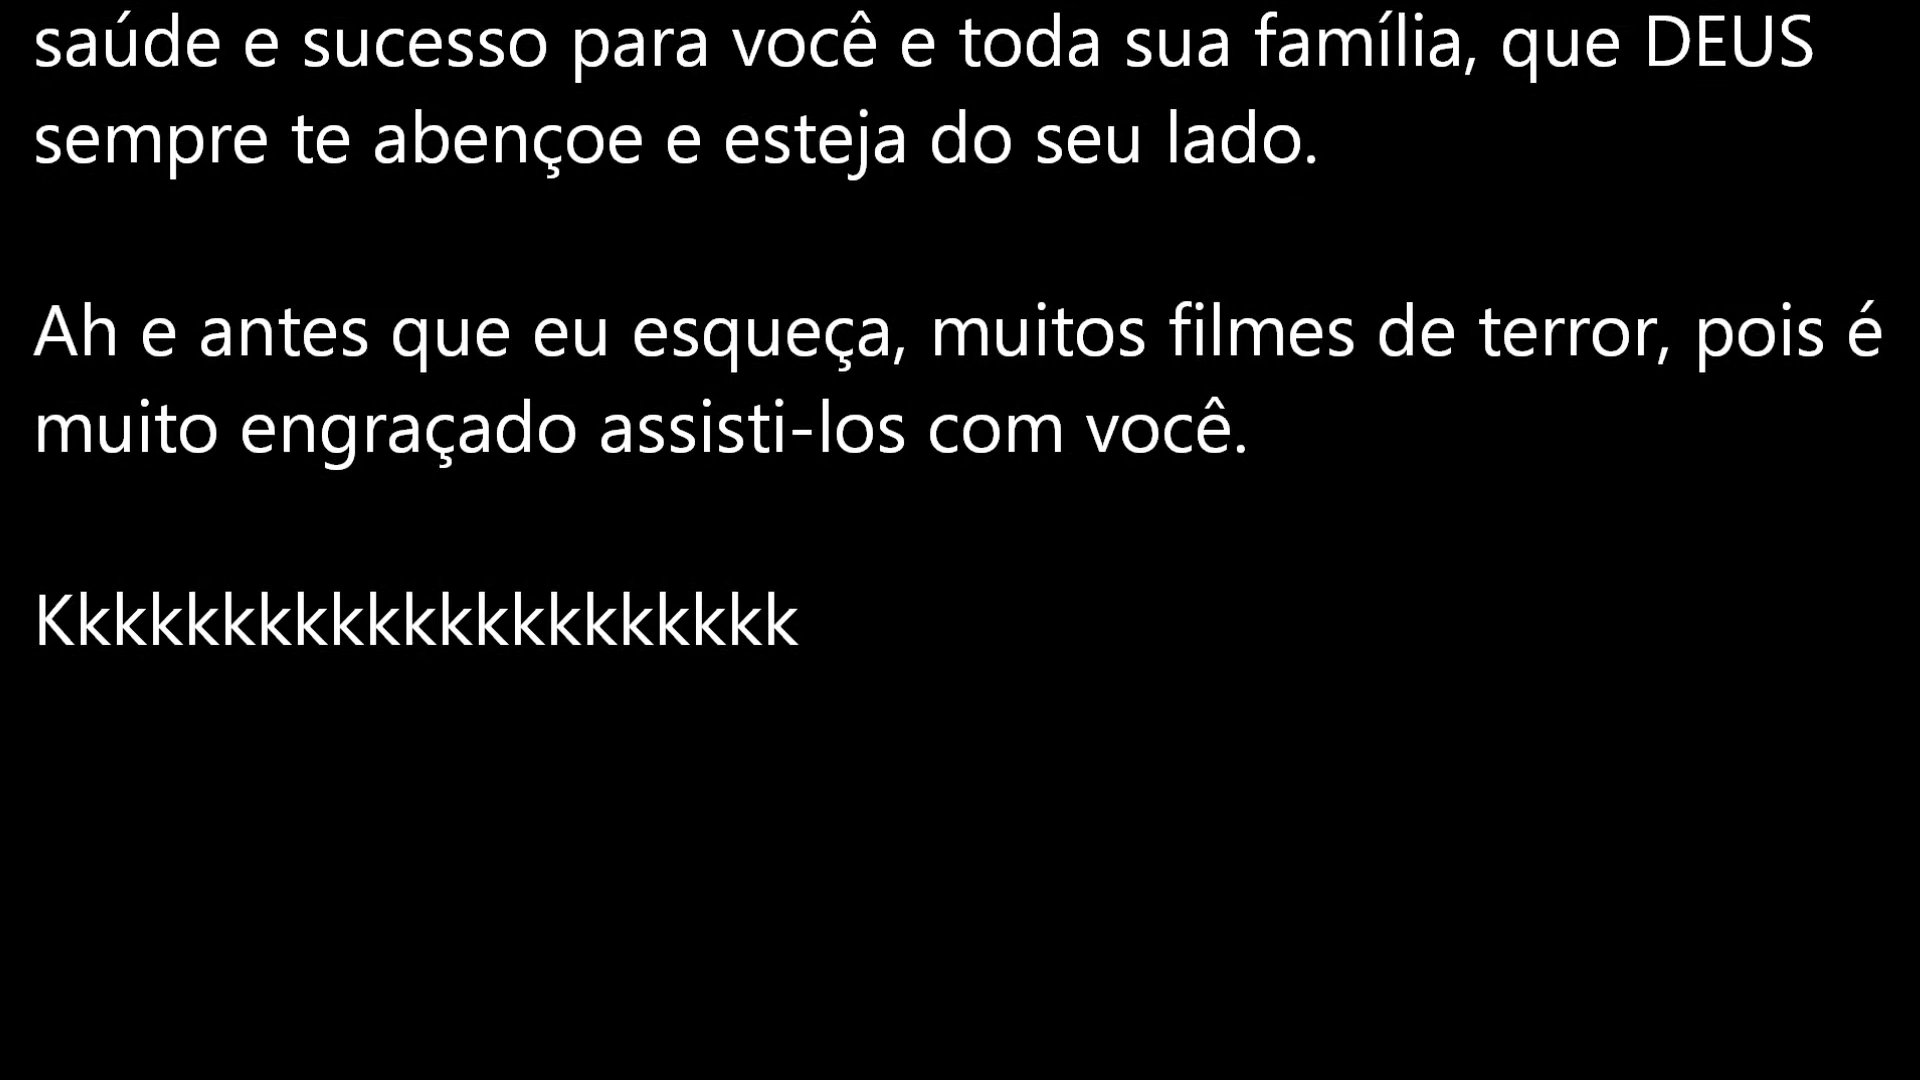 saúde e sucesso para você e toda sua família, que DEUS
sempre te abençoe e esteja do seu lado.
Ah e antes que eu esqueça, muitos filmes de terror, pois é
muito engraçado assisti-los com você.
Kkkkkkkkkkkkkkkkkkkkk